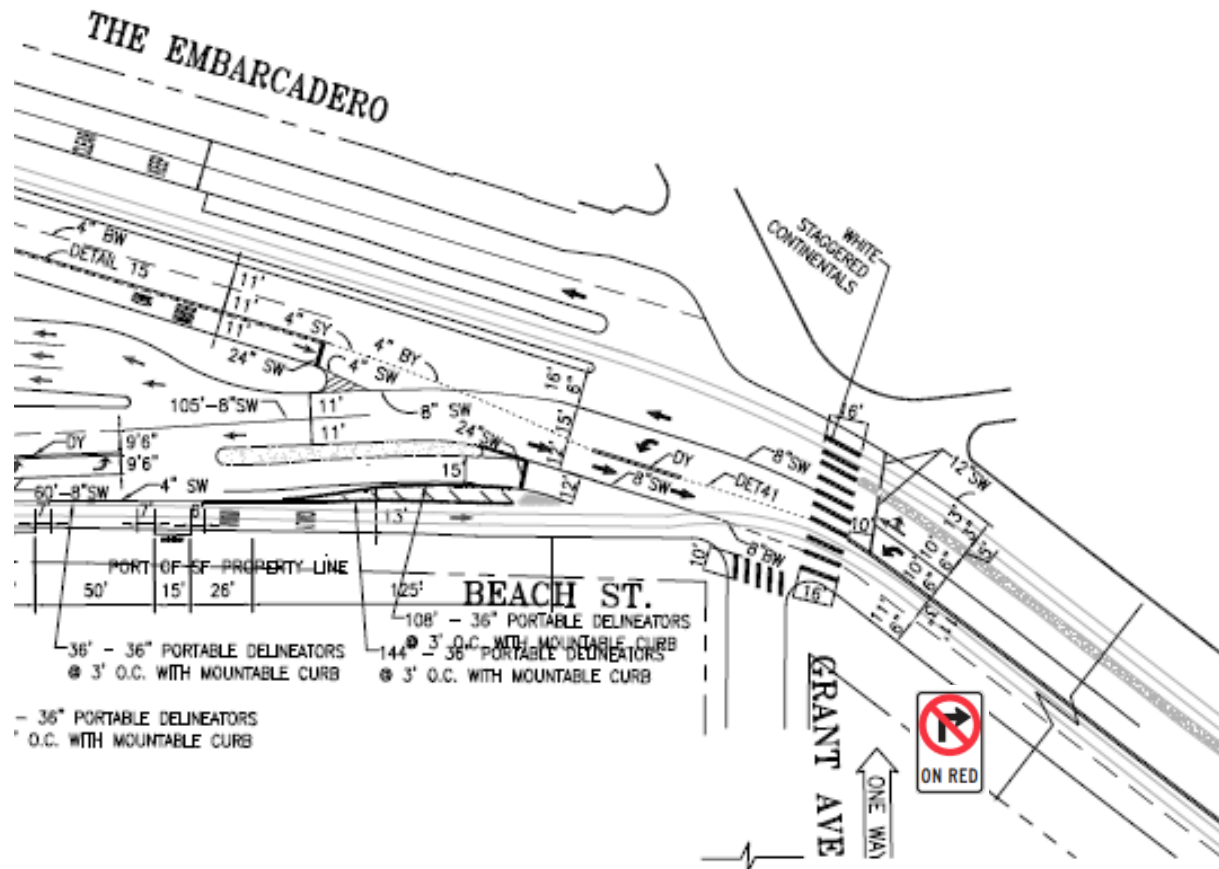 THE EMBARCADERO
WHITE
STAGGERED
CONTINENTALS
4" BW
DETAIL 15
11'
11'
11'
4" SY
4" BY
4" SW
24" SW
8" SW
16'
6"
15'
12'
12'
105'-8"SW
11'
11'
24"SW
15'
DY
9'6"
9'6"
60'-8"SW
4" SW
7'
7'
6'
13'
DY
8"SW
8"SW
DET41
16'
12"SW
10'
8"BW
10'
16'
PORT OF SF PROPERTY LINE
50'
15'
26'
125'
BEACH ST.
108' - 36" PORTABLE DELINEATORS
@ 3' O.C. WITH MOUNTABLE CURB
36' - 36" PORTABLE DELINEATORS
@ 3' O.C. WITH MOUNTABLE CURB
144' - 36" PORTABLE DELINEATORS
@ 3' O.C. WITH MOUNTABLE CURB
- 36" PORTABLE DELINEATORS
' O.C. WITH MOUNTABLE CURB
GRANT AVE
ONE WAY
ON RED